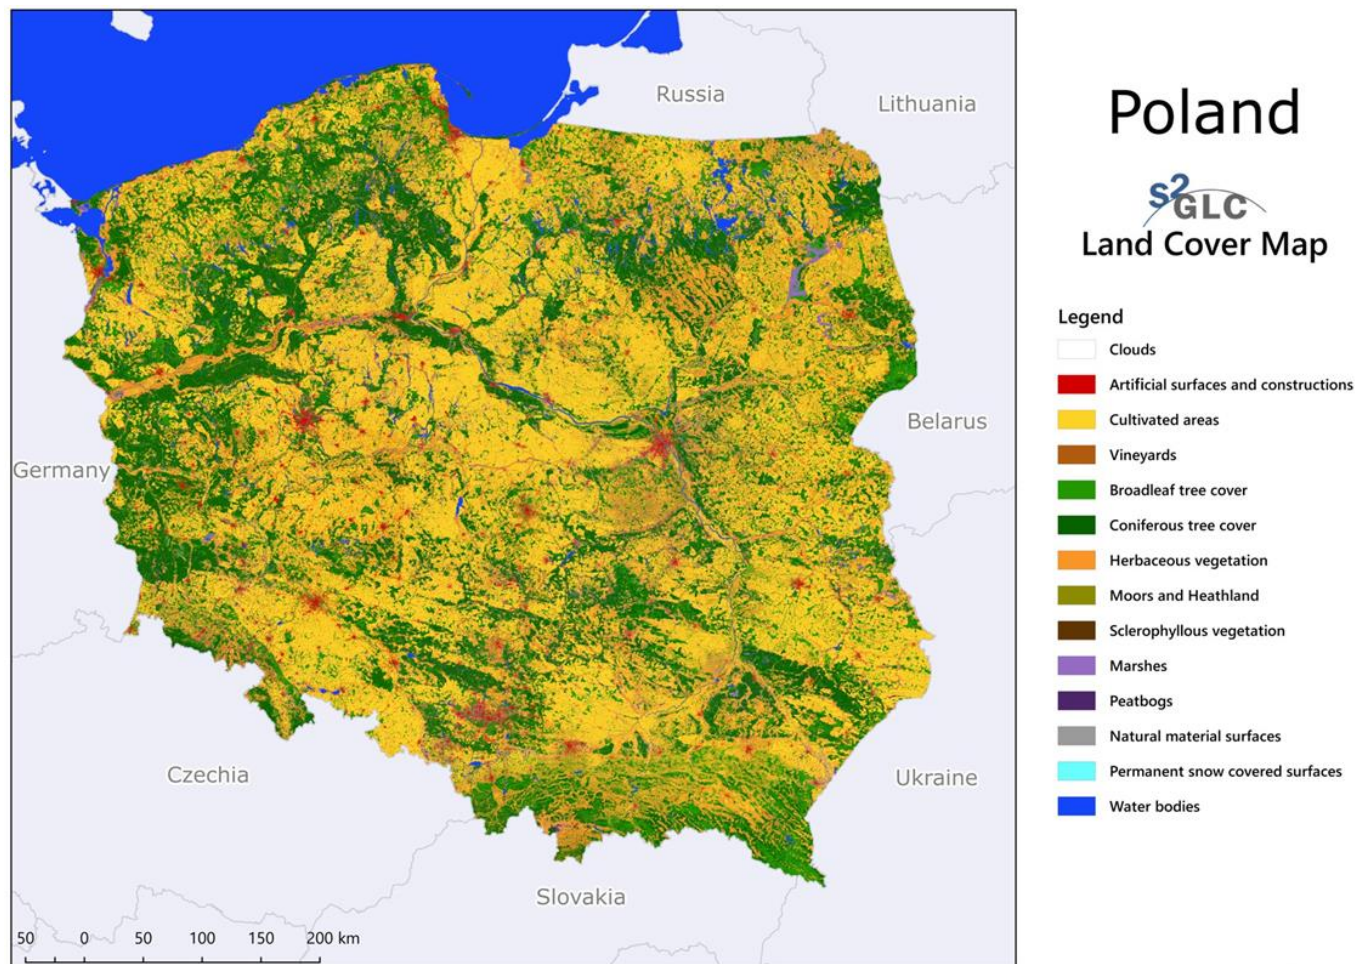 Russia
Lithuania
Belarus
Germany
Czechia
Ukraine
Slovakia
50 0 50 100 150 200 km
Poland
S2GLC
Land Cover Map
Legend
Clouds
Artificial surfaces and constructions
Cultivated areas
Vineyards
Broadleaf tree cover
Coniferous tree cover
Herbaceous vegetation
Moors and Heathland
Sclerophyllous vegetation
Marshes
Peatbogs
Natural material surfaces
Permanent snow covered surfaces
Water bodies